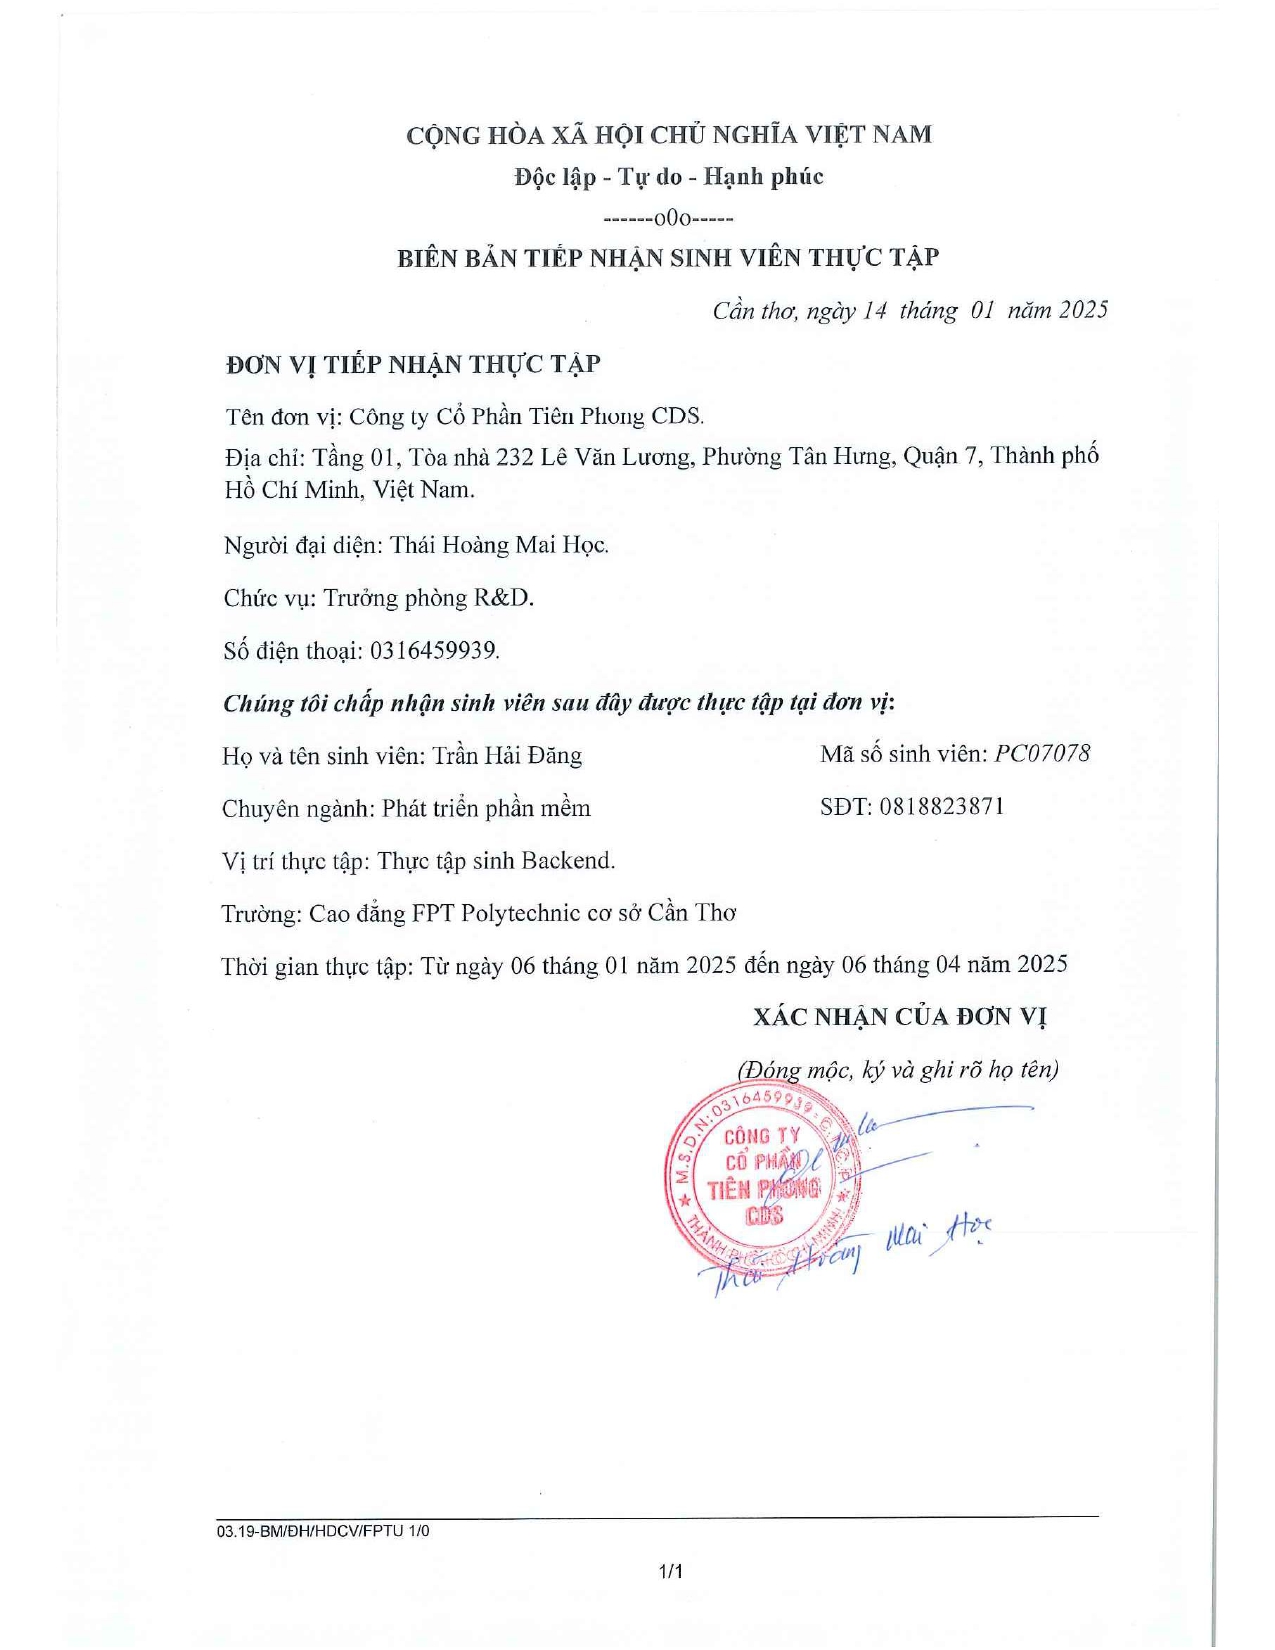 CỘNG HÒA XÃ HỘI CHỦ NGHĨA VIỆT NAM
Độc lập - Tự do - Hạnh phúc
------o0o-----
BIÊN BẢN TIẾP NHẬN SINH VIÊN THỰC TẬP
Cần thơ, ngày 14 tháng 01 năm 2025
ĐƠN VỊ TIẾP NHẬN THỰC TẬP
Tên đơn vị: Công ty Cổ Phần Tiên Phong CDS.
Địa chỉ: Tầng 01, Tòa nhà 232 Lê Văn Lương, Phường Tân Hưng, Quận 7, Thành phố
Hồ Chí Minh, Việt Nam.
Người đại diện: Thái Hoàng Mai Học.
Chức vụ: Trưởng phòng R&D.
Số điện thoại: 0316459939.
Chúng tôi chấp nhận sinh viên sau đây được thực tập tại đơn vị:
Họ và tên sinh viên: Trần Hải Đăng Mã số sinh viên: PC07078
Chuyên ngành: Phát triển phần mềm SĐT: 0818823871
Vị trí thực tập: Thực tập sinh Backend.
Trường: Cao đẳng FPT Polytechnic cơ sở Cần Thơ
Thời gian thực tập: Từ ngày 06 tháng 01 năm 2025 đến ngày 06 tháng 04 năm 2025
XÁC NHẬN CỦA ĐƠN VỊ
(Đóng mộc, ký và ghi rõ họ tên)
M.S.D.N: 0316459939 - C.T.C.P
CÔNG TY
CỔ PHẦN
TIÊN PHONG
CDS
THÀNH PHỐ HỒ CHÍ MINH
Thái Hoàng Mai Học
03.19-BM/ĐH/HDCV/FPTU 1/0
1/1